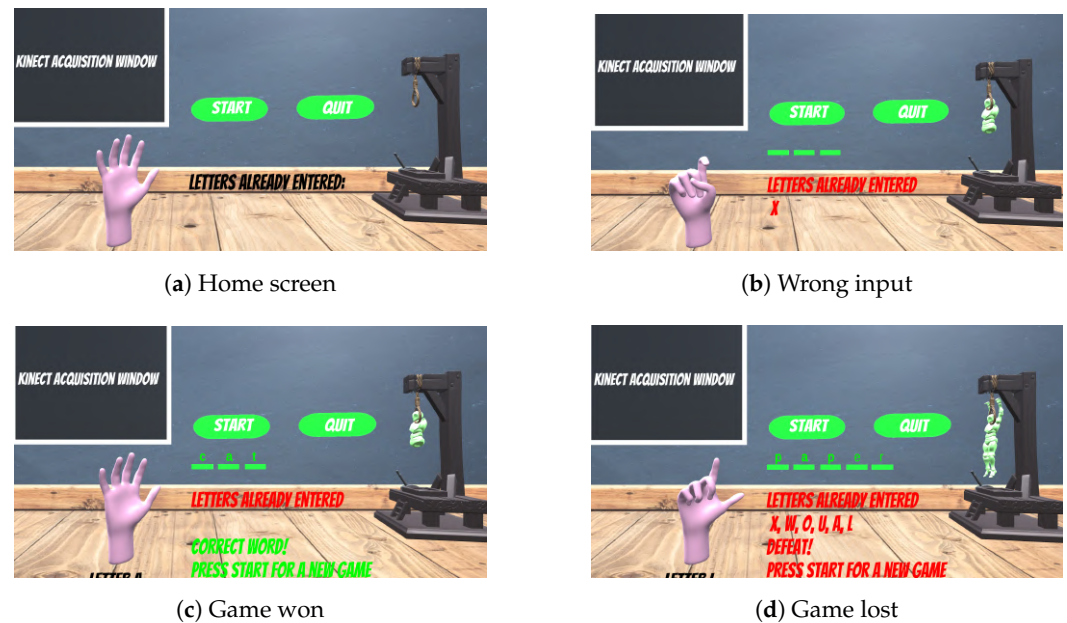 KINECT ACQUISITION WINDOW
START QUIT
LETTERS ALREADY ENTERED:
(a) Home screen
KINECT ACQUISITION WINDOW
START QUIT
LETTERS ALREADY ENTERED
X
(b) Wrong input
KINECT ACQUISITION WINDOW
START QUIT
c a t
LETTERS ALREADY ENTERED
CORRECT WORD!
PRESS START FOR A NEW GAME
LETTER A
(c) Game won
KINECT ACQUISITION WINDOW
START QUIT
p a p e r
LETTERS ALREADY ENTERED
X, W, O, U, A, L
DEFEAT!
PRESS START FOR A NEW GAME
LETTER L
(d) Game lost